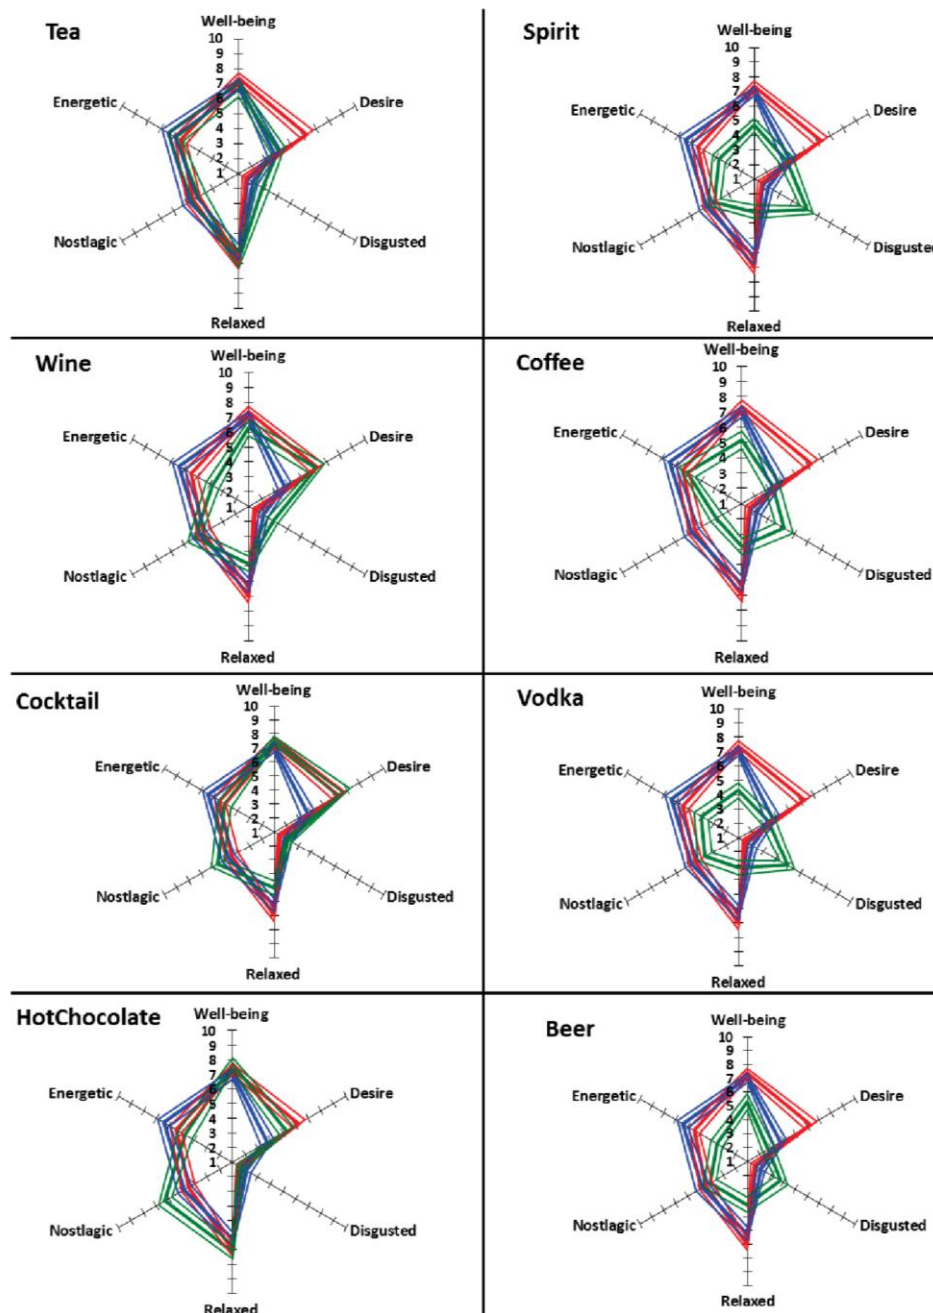 Tea
Well-being
10
9
8
7
6
5
4
3
2
1
Energetic
Desire
Nostlagic
Disgusted
Relaxed
Spirit
Well-being
10
9
8
7
6
5
4
3
2
1
Energetic
Desire
Nostlagic
Disgusted
Relaxed
Wine
Well-being
10
9
8
7
6
5
4
3
2
1
Energetic
Desire
Nostlagic
Disgusted
Relaxed
Coffee
Well-being
10
9
8
7
6
5
4
3
2
1
Energetic
Desire
Nostlagic
Disgusted
Relaxed
Cocktail
Well-being
10
9
8
7
6
5
4
3
2
1
Energetic
Desire
Nostlagic
Disgusted
Relaxed
Vodka
Well-being
10
9
8
7
6
5
4
3
2
1
Energetic
Desire
Nostlagic
Disgusted
Relaxed
HotChocolate
Well-being
10
9
8
7
6
5
4
3
2
1
Energetic
Desire
Nostlagic
Disgusted
Relaxed
Beer
Well-being
10
9
8
7
6
5
4
3
2
1
Energetic
Desire
Nostlagic
Disgusted
Relaxed